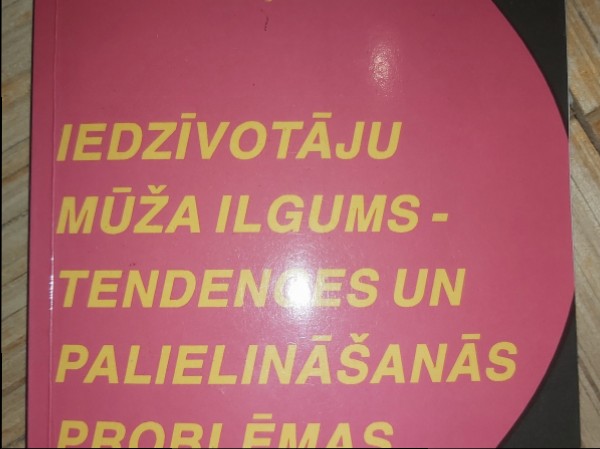 IEDZĪVOTĀJU
MŪŽA ILGUMS -
TENDENCES UN
PALIELINĀŠANĀS
PROBLĒMAS